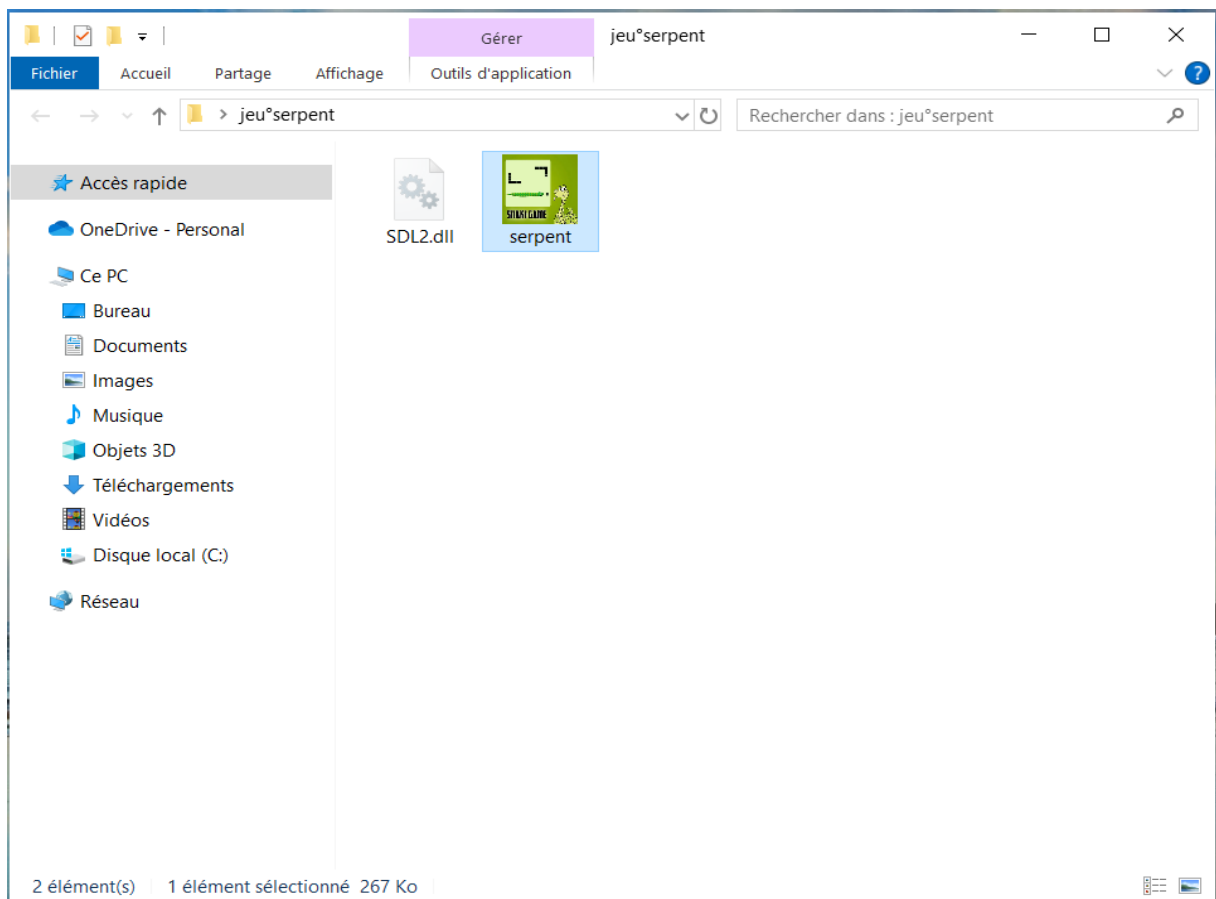 Gérer
jeu°serpent
Fichier
Accueil
Partage
Affichage
Outils d'application
?
> jeu°serpent
Rechercher dans : jeu°serpent
Accès rapide
OneDrive - Personal
Ce PC
Bureau
Documents
Images
Musique
Objets 3D
Téléchargements
Vidéos
Disque local (C:)
Réseau
SDL2.dll
SNAKE GAME
serpent
2 élément(s)
1 élément sélectionné 267 Ko